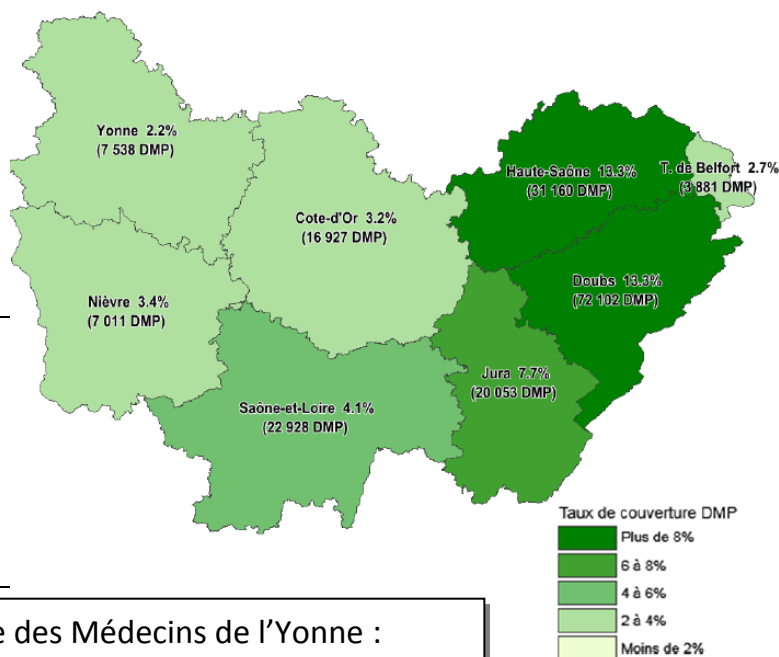 Yonne 2.2%
(7 538 DMP)
Haute-Saône 13.3%
(31 160 DMP)
T. de Belfort 2.7%
(3 881 DMP)
Cote-d'Or 3.2%
(16 927 DMP)
Doubs 13.3%
(72 102 DMP)
Nièvre 3.4%
(7 011 DMP)
Jura 7.7%
(20 053 DMP)
Saône-et-Loire 4.1%
(22 928 DMP)
Taux de couverture DMP
Plus de 8%
6 à 8%
4 à 6%
2 à 4%
Moins de 2%
e des Médecins de l'Yonne :